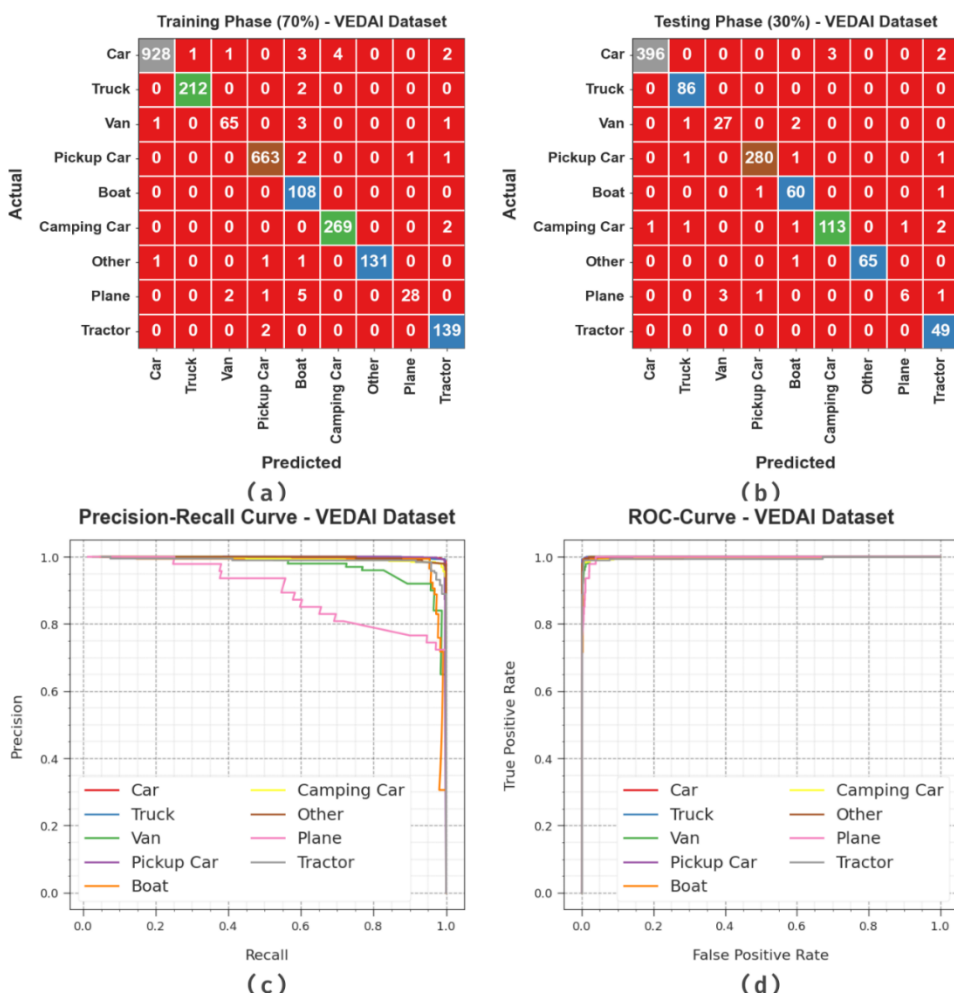 Training Phase (70%) - VEDAI Dataset
Actual
Car 928 1 1 0 3 4 0 0 2
Truck 0 212 0 0 2 0 0 0 0
Van 1 0 65 0 3 0 0 0 1
Pickup Car 0 0 0 663 2 0 0 1 1
Boat 0 0 0 0 108 0 0 0 0
Camping Car 0 0 0 0 0 269 0 0 2
Other 1 0 0 1 1 0 131 0 0
Plane 0 0 2 1 5 0 0 28 0
Tractor 0 0 0 2 0 0 0 0 139
Car Truck Van Pickup Car Boat Camping Car Other Plane Tractor
Predicted
(a)
Testing Phase (30%) - VEDAI Dataset
Actual
Car 396 0 0 0 0 3 0 0 2
Truck 0 86 0 0 0 0 0 0 0
Van 0 1 27 0 2 0 0 0 0
Pickup Car 0 1 0 280 1 0 0 0 1
Boat 0 0 0 1 60 0 0 0 1
Camping Car 1 1 0 0 1 113 0 1 2
Other 0 0 0 0 1 0 65 0 0
Plane 0 0 3 1 0 0 0 6 1
Tractor 0 0 0 0 0 0 0 0 49
Car Truck Van Pickup Car Boat Camping Car Other Plane Tractor
Predicted
(b)
Precision-Recall Curve - VEDAI Dataset
Precision
1.0
0.8
0.6
0.4
0.2
0.0
Car
Truck
Van
Pickup Car
Boat
Camping Car
Other
Plane
Tractor
0.0 0.2 0.4 0.6 0.8 1.0
Recall
(c)
ROC-Curve - VEDAI Dataset
True Positive Rate
1.0
0.8
0.6
0.4
0.2
0.0
Car
Truck
Van
Pickup Car
Boat
Camping Car
Other
Plane
Tractor
0.0 0.2 0.4 0.6 0.8 1.0
False Positive Rate
(d)